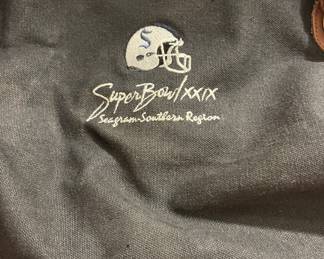 S
Super Bowl XXIX
Seagram-Southern Region